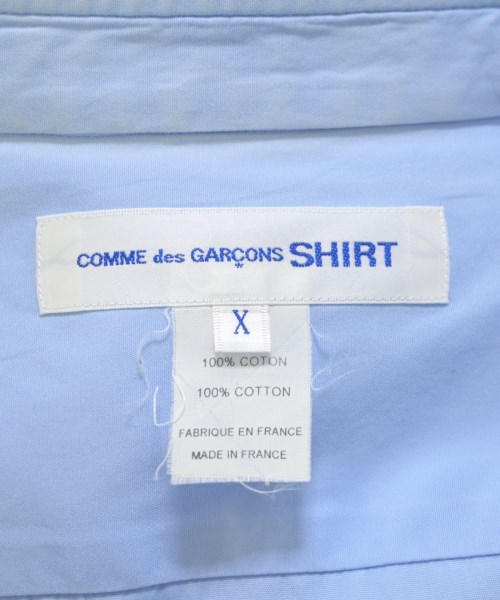 COMME des GARÇONS SHIRT
X
100% COTON
100% COTTON
FABRIQUE EN FRANCE
MADE IN FRANCE